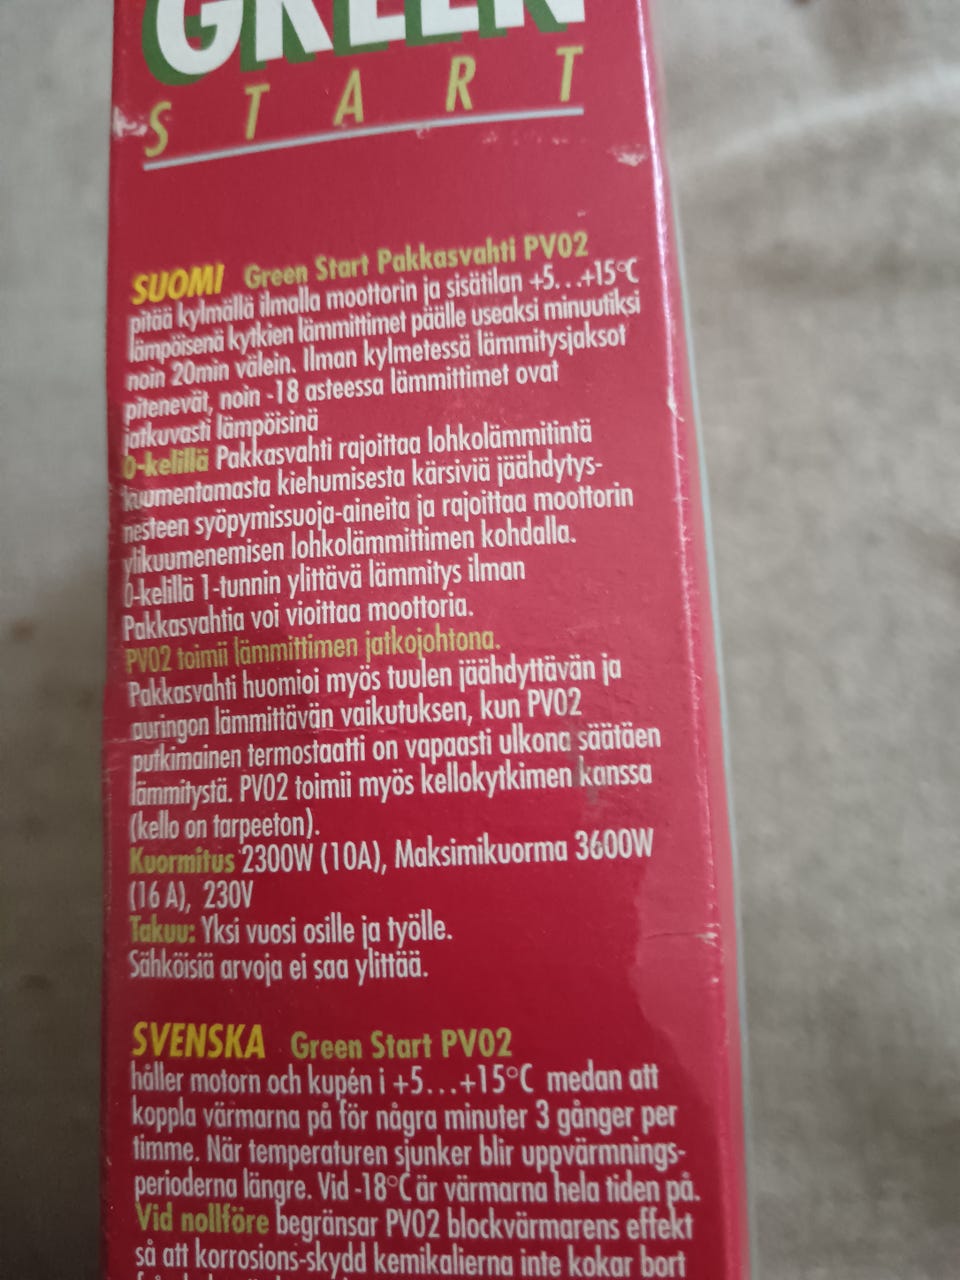 GREEN
START
SUOMI Green Start Pakkasvahti PV02
pitää kylmällä ilmalla moottorin ja sisätilan +5...+15°C
lämpöisenä kytkien lämmittimet päälle useaksi minuutiksi
noin 20min välein. Ilman kylmetessä lämmitysjaksot
pitenevät, noin -18 asteessa lämmittimet ovat
jatkuvasti lämpöisinä
0-kelillä Pakkasvahti rajoittaa lohkolämmitintä
kuumentamasta kiehumisesta kärsiviä jäähdytys-
nesteen syöpymissuoja-aineita ja rajoittaa moottorin
ylikuumenemisen lohkolämmittimen kohdalla.
0-kelillä 1-tunnin ylittävä lämmitys ilman
Pakkasvahtia voi vioittaa moottoria.
PV02 toimii lämmittimen jatkojohtona.
Pakkasvahti huomioi myös tuulen jäähdyttävän ja
auringon lämmittävän vaikutuksen, kun PV02
putkimainen termostaatti on vapaasti ulkona säätäen
lämmitystä. PV02 toimii myös kellokytkimen kanssa
(kello on tarpeeton).
Kuormitus 2300W (10A), Maksimikuorma 3600W
(16 A), 230V
Takuu: Yksi vuosi osille ja työlle.
Sähköisiä arvoja ei saa ylittää.
SVENSKA Green Start PV02
håller motorn och kupén i +5...+15°C medan att
koppla värmarna på för några minuter 3 gånger per
timme. När temperaturen sjunker blir uppvärmnings-
perioderna längre. Vid -18°C är värmarna hela tiden på.
Vid nollföre begränsar PV02 blockvärmarens effekt
så att korrosions-skydd kemikalierna inte kokar bort